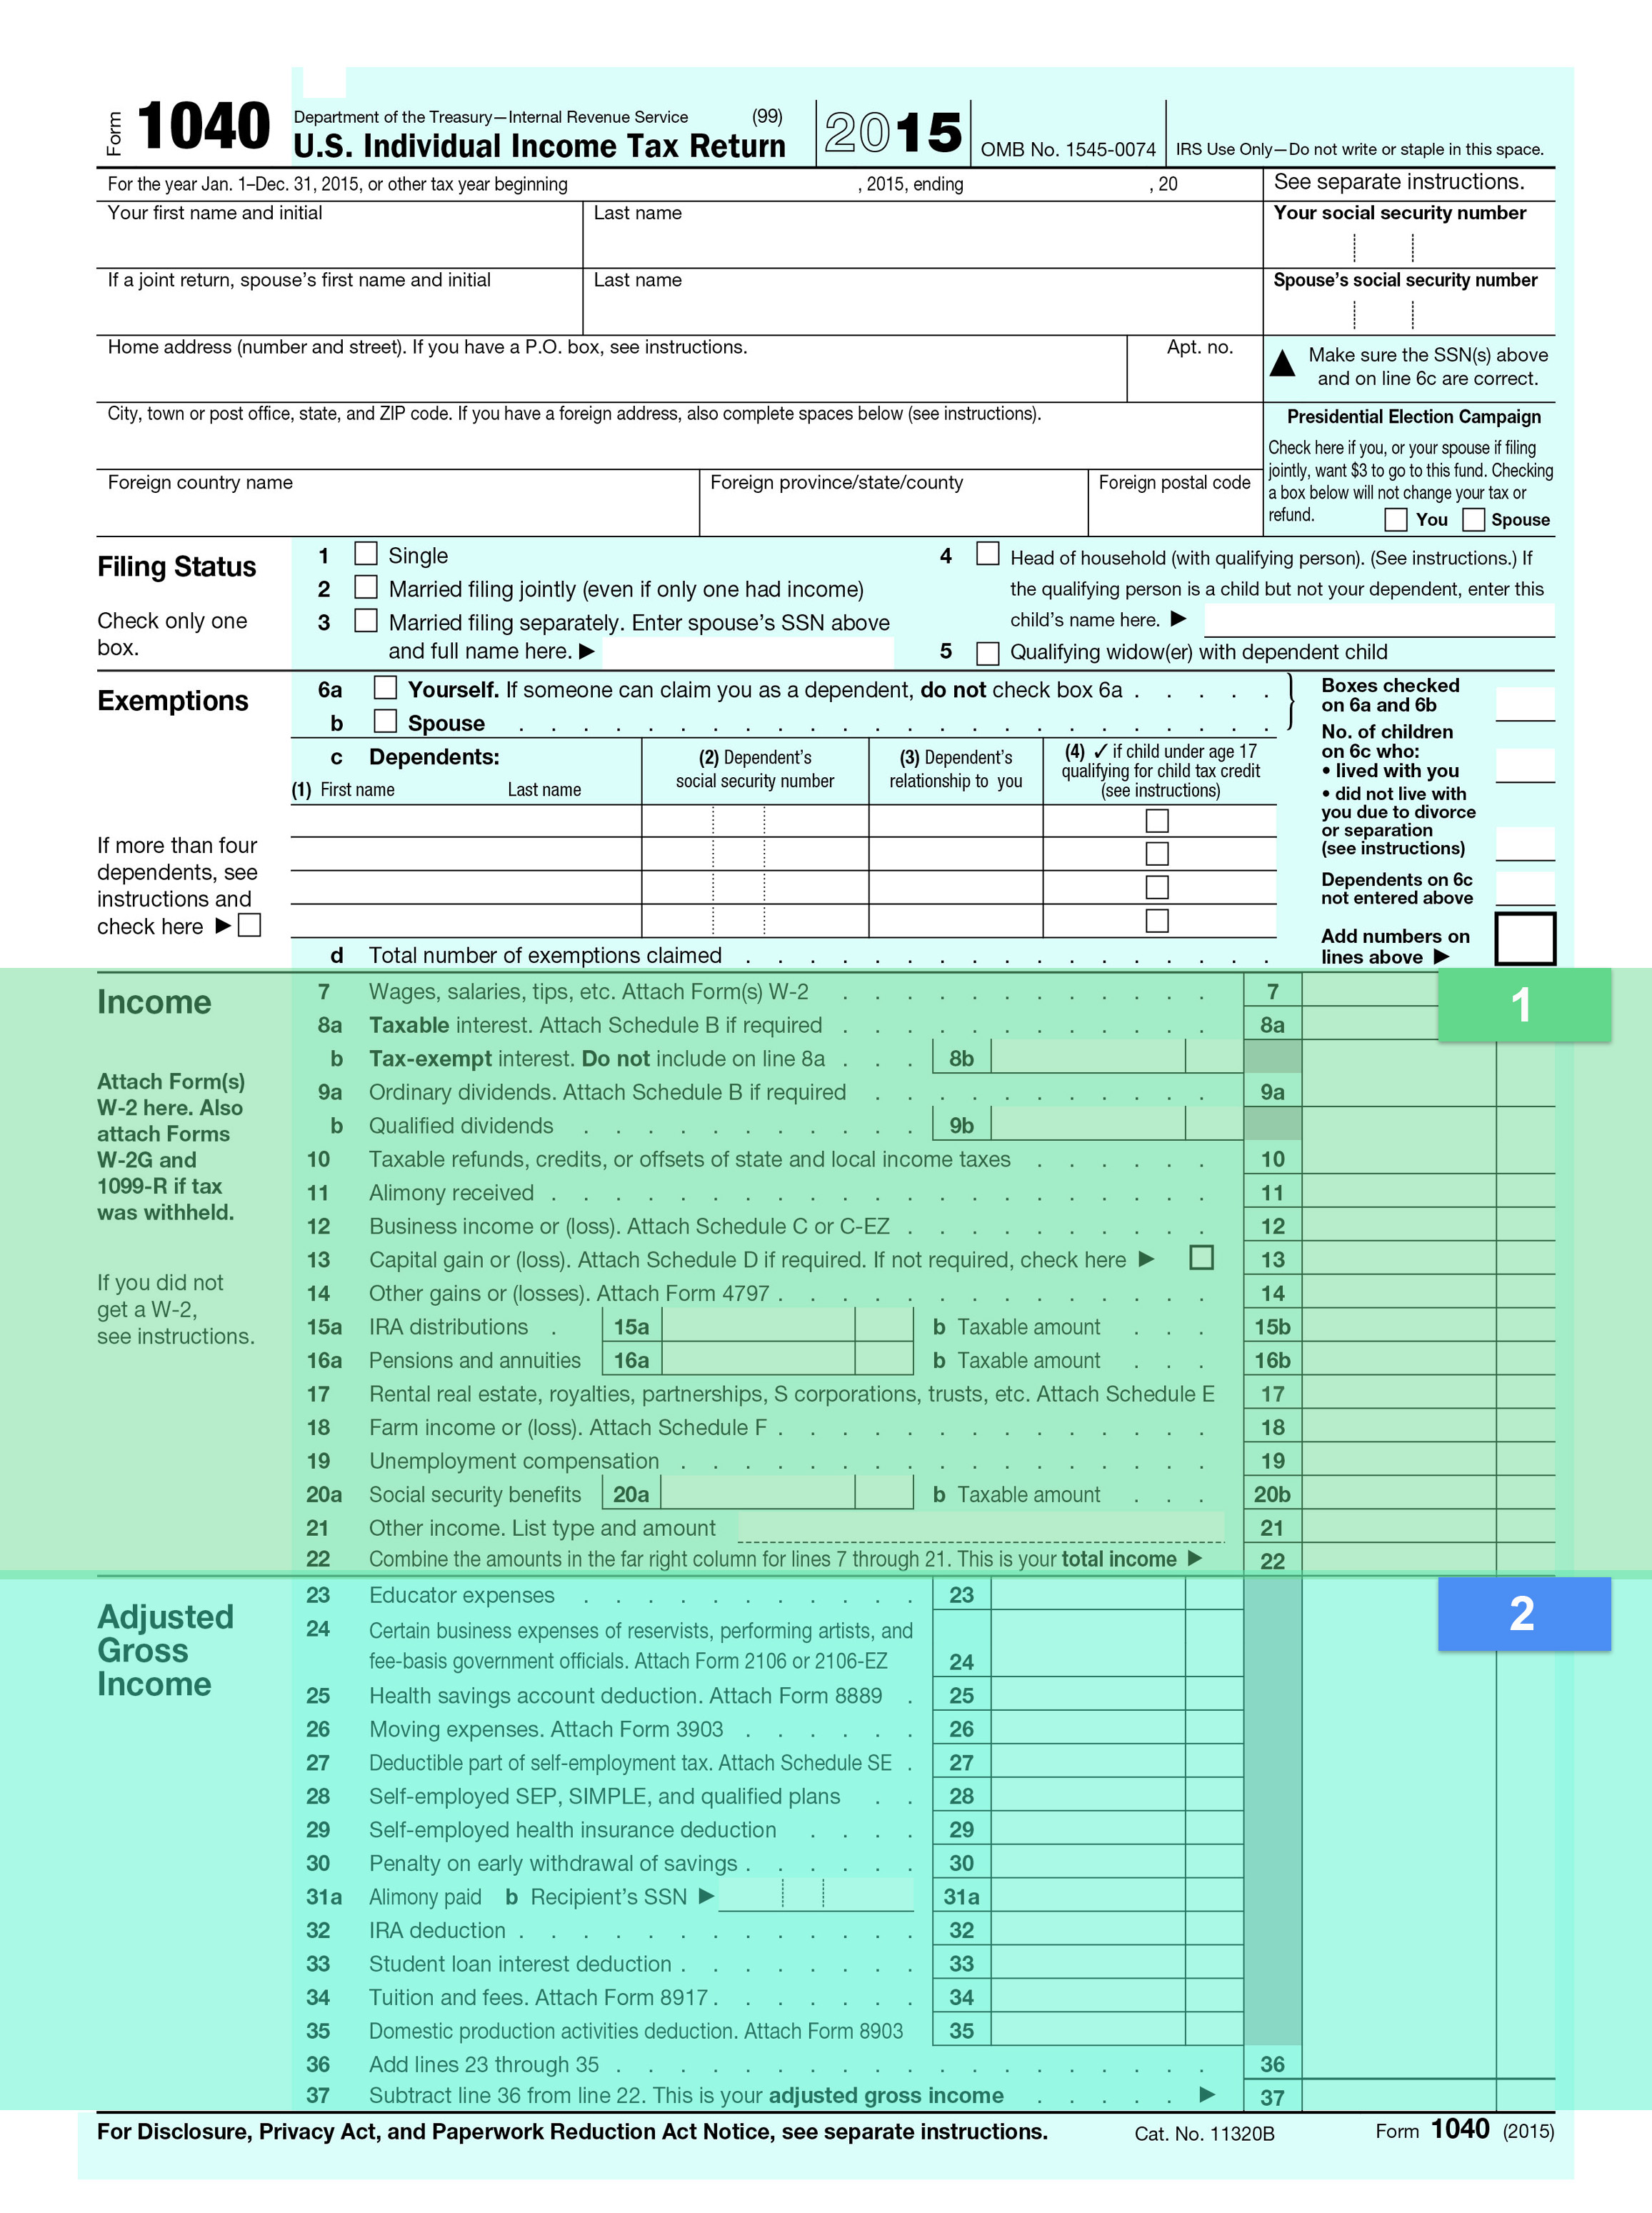 Form 1040 Department of the Treasury—Internal Revenue Service (99)
U.S. Individual Income Tax Return 2015 OMB No. 1545-0074 IRS Use Only—Do not write or staple in this space.
For the year Jan. 1–Dec. 31, 2015, or other tax year beginning , 2015, ending , 20 See separate instructions.
Your first name and initial Last name Your social security number
If a joint return, spouse’s first name and initial Last name Spouse’s social security number
Home address (number and street). If you have a P.O. box, see instructions. Apt. no.
▲ Make sure the SSN(s) above
and on line 6c are correct.
City, town or post office, state, and ZIP code. If you have a foreign address, also complete spaces below (see instructions).
Foreign country name Foreign province/state/county Foreign postal code
Presidential Election Campaign
Check here if you, or your spouse if filing
jointly, want $3 to go to this fund. Checking
a box below will not change your tax or
refund. You Spouse
Filing Status
Check only one
box.
1 Single
2 Married filing jointly (even if only one had income)
3 Married filing separately. Enter spouse’s SSN above
and full name here. ▶
4 Head of household (with qualifying person). (See instructions.) If
the qualifying person is a child but not your dependent, enter this
child’s name here. ▶
5 Qualifying widow(er) with dependent child
Exemptions
6a Yourself. If someone can claim you as a dependent, do not check box 6a . . . . .
b Spouse . . . . . . . . . . . . . . . . . . . . . . . .
c Dependents:
(1) First name Last name
(2) Dependent’s
social security number
(3) Dependent’s
relationship to you
(4) ✓ if child under age 17
qualifying for child tax credit
(see instructions)
If more than four
dependents, see
instructions and
check here ▶
d Total number of exemptions claimed . . . . . . . . . . . . . . . . .
Boxes checked
on 6a and 6b
No. of children
on 6c who:
• lived with you
• did not live with
you due to divorce
or separation
(see instructions)
Dependents on 6c
not entered above
Add numbers on
lines above ▶
Income
Attach Form(s)
W-2 here. Also
attach Forms
W-2G and
1099-R if tax
was withheld.
If you did not
get a W-2,
see instructions.
1
7 Wages, salaries, tips, etc. Attach Form(s) W-2 . . . . . . . . . . . . 7
8a Taxable interest. Attach Schedule B if required . . . . . . . . . . . . 8a
b Tax-exempt interest. Do not include on line 8a . . . 8b
9a Ordinary dividends. Attach Schedule B if required . . . . . . . . . . . 9a
b Qualified dividends . . . . . . . . . . . 9b
10 Taxable refunds, credits, or offsets of state and local income taxes . . . . . . 10
11 Alimony received . . . . . . . . . . . . . . . . . . . . . 11
12 Business income or (loss). Attach Schedule C or C-EZ . . . . . . . . . . 12
13 Capital gain or (loss). Attach Schedule D if required. If not required, check here ▶ 13
14 Other gains or (losses). Attach Form 4797 . . . . . . . . . . . . . . 14
15a IRA distributions . 15a b Taxable amount . . . 15b
16a Pensions and annuities 16a b Taxable amount . . . 16b
17 Rental real estate, royalties, partnerships, S corporations, trusts, etc. Attach Schedule E 17
18 Farm income or (loss). Attach Schedule F . . . . . . . . . . . . . . 18
19 Unemployment compensation . . . . . . . . . . . . . . . . . 19
20a Social security benefits 20a b Taxable amount . . . 20b
21 Other income. List type and amount 21
22 Combine the amounts in the far right column for lines 7 through 21. This is your total income ▶ 22
Adjusted
Gross
Income
2
23 Educator expenses . . . . . . . . . . . 23
24 Certain business expenses of reservists, performing artists, and
fee-basis government officials. Attach Form 2106 or 2106-EZ 24
25 Health savings account deduction. Attach Form 8889 . 25
26 Moving expenses. Attach Form 3903 . . . . . . 26
27 Deductible part of self-employment tax. Attach Schedule SE . 27
28 Self-employed SEP, SIMPLE, and qualified plans . . 28
29 Self-employed health insurance deduction . . . . 29
30 Penalty on early withdrawal of savings . . . . . . 30
31a Alimony paid b Recipient’s SSN ▶ 31a
32 IRA deduction . . . . . . . . . . . . . 32
33 Student loan interest deduction . . . . . . . . 33
34 Tuition and fees. Attach Form 8917 . . . . . . . 34
35 Domestic production activities deduction. Attach Form 8903 35
36 Add lines 23 through 35 . . . . . . . . . . . . . . . . . . . 36
37 Subtract line 36 from line 22. This is your adjusted gross income . . . . . ▶ 37
For Disclosure, Privacy Act, and Paperwork Reduction Act Notice, see separate instructions. Cat. No. 11320B Form 1040 (2015)